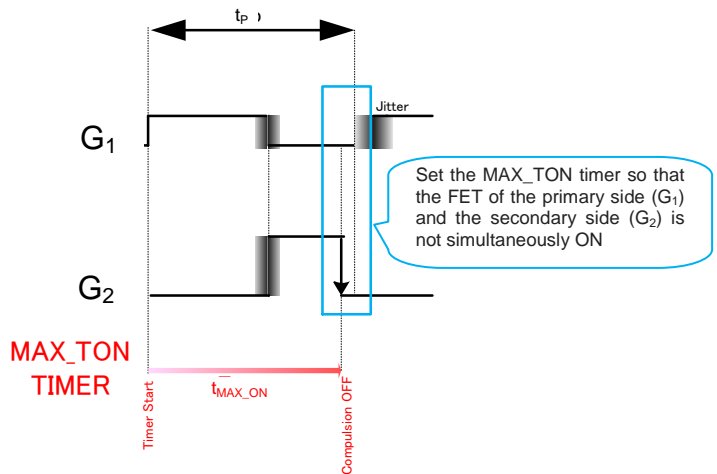 tP
Jitter
G1
Set the MAX_TON timer so that
the FET of the primary side (G1)
and the secondary side (G2) is
not simultaneously ON
G2
MAX_TON
TIMER
tMAX_ON
Timer Start
Compulsion OFF